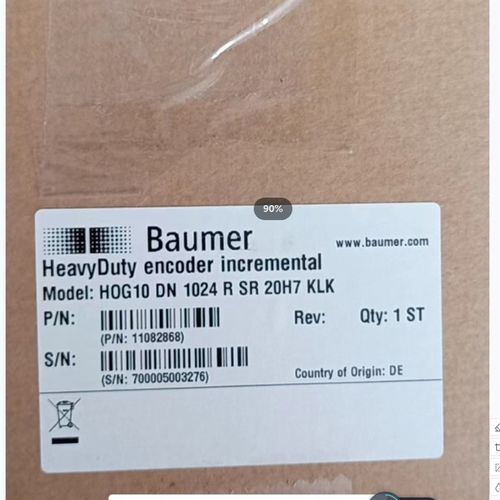 90%
Baumer
www.baumer.com
HeavyDuty encoder incremental
Model: HOG10 DN 1024 R SR 20H7 KLK
P/N:
Rev:
Qty: 1 ST
(P/N: 11082868)
S/N:
(S/N: 700005003276)
Country of Origin: DE